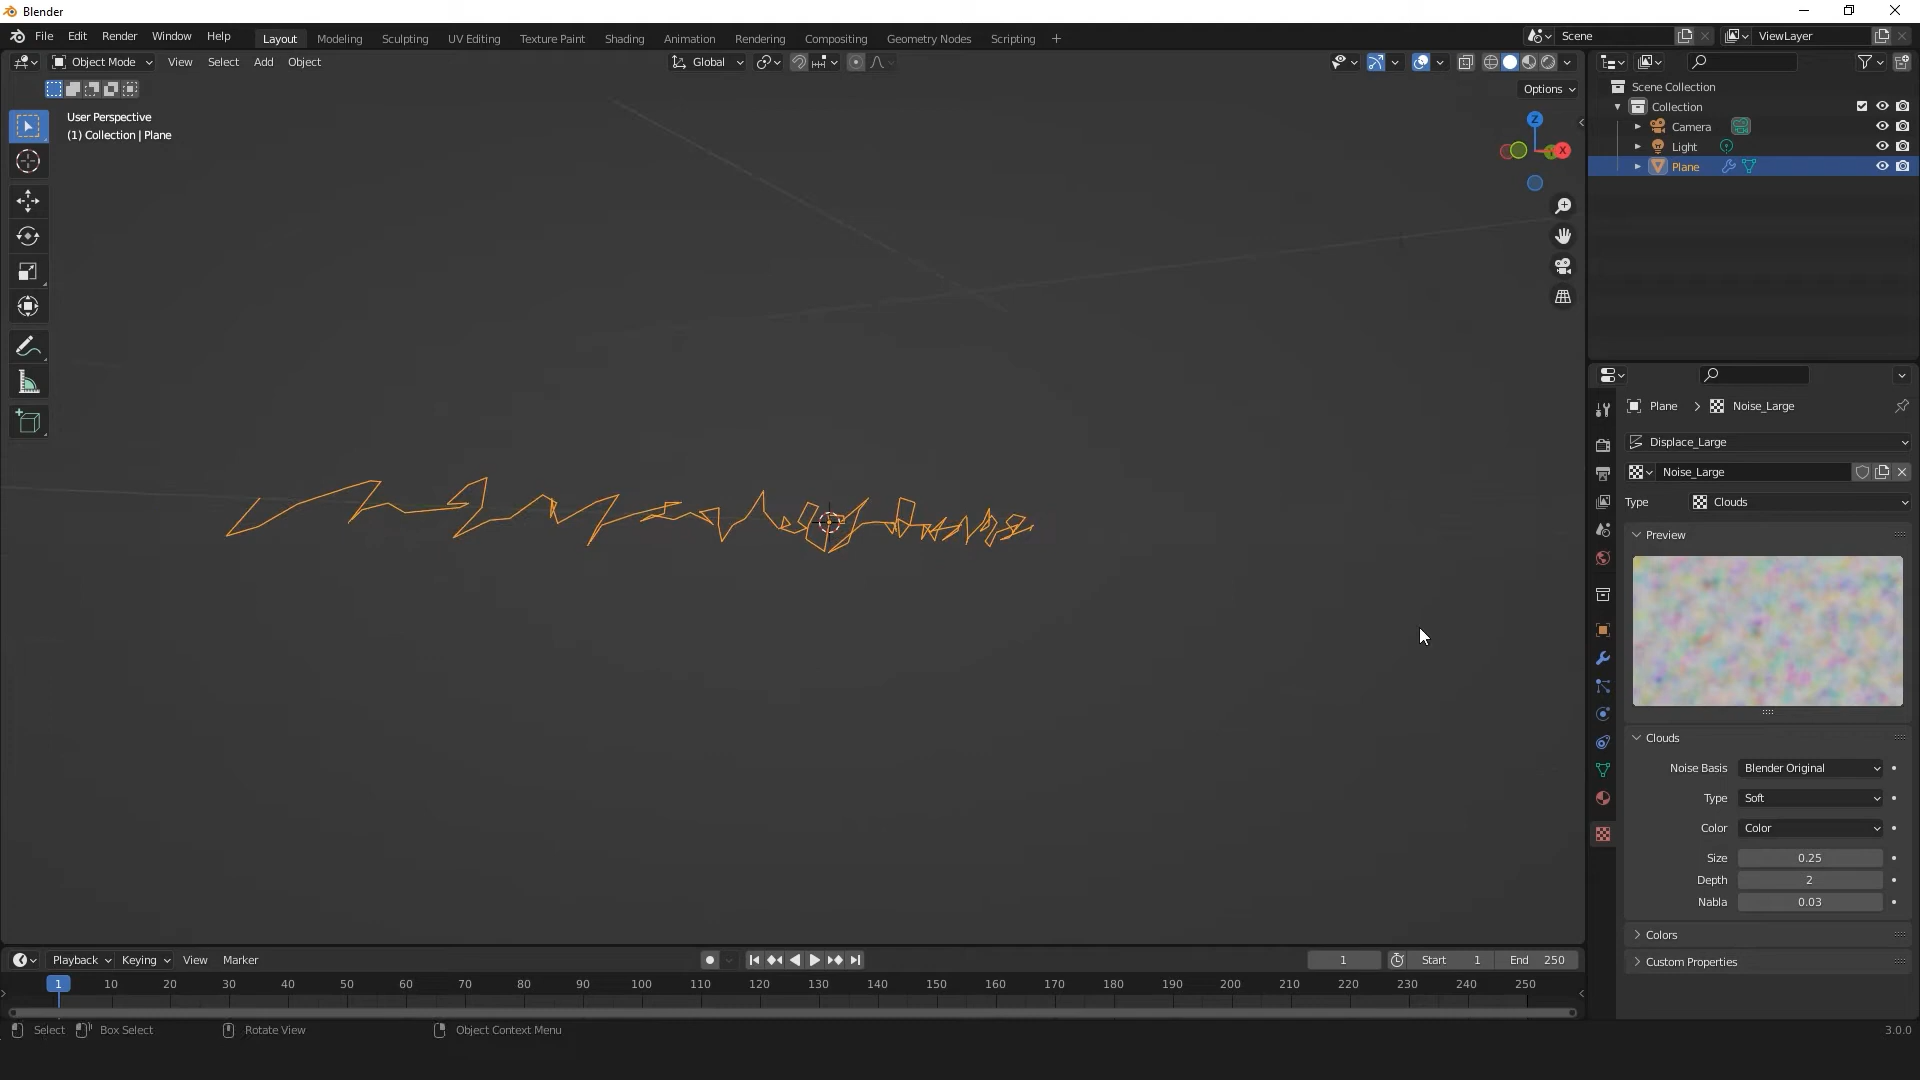 Blender
File Edit Render Window Help
Layout Modeling Sculpting UV Editing Texture Paint Shading Animation Rendering Compositing Geometry Nodes Scripting +
Scene
ViewLayer
Object Mode View Select Add Object
Global
Options
User Perspective
(1) Collection | Plane
Z
X
Scene Collection
Collection
Camera
Light
Plane
Plane > Noise_Large
Displace_Large
Noise_Large
Type Clouds
Preview
Clouds
Noise Basis Blender Original
Type Soft
Color Color
Size 0.25
Depth 2
Nabla 0.03
Colors
Custom Properties
Playback Keying View Marker
1 Start 1 End 250
1 10 20 30 40 50 60 70 80 90 100 110 120 130 140 150 160 170 180 190 200 210 220 230 240 250
Select Box Select Rotate View Object Context Menu 3.0.0